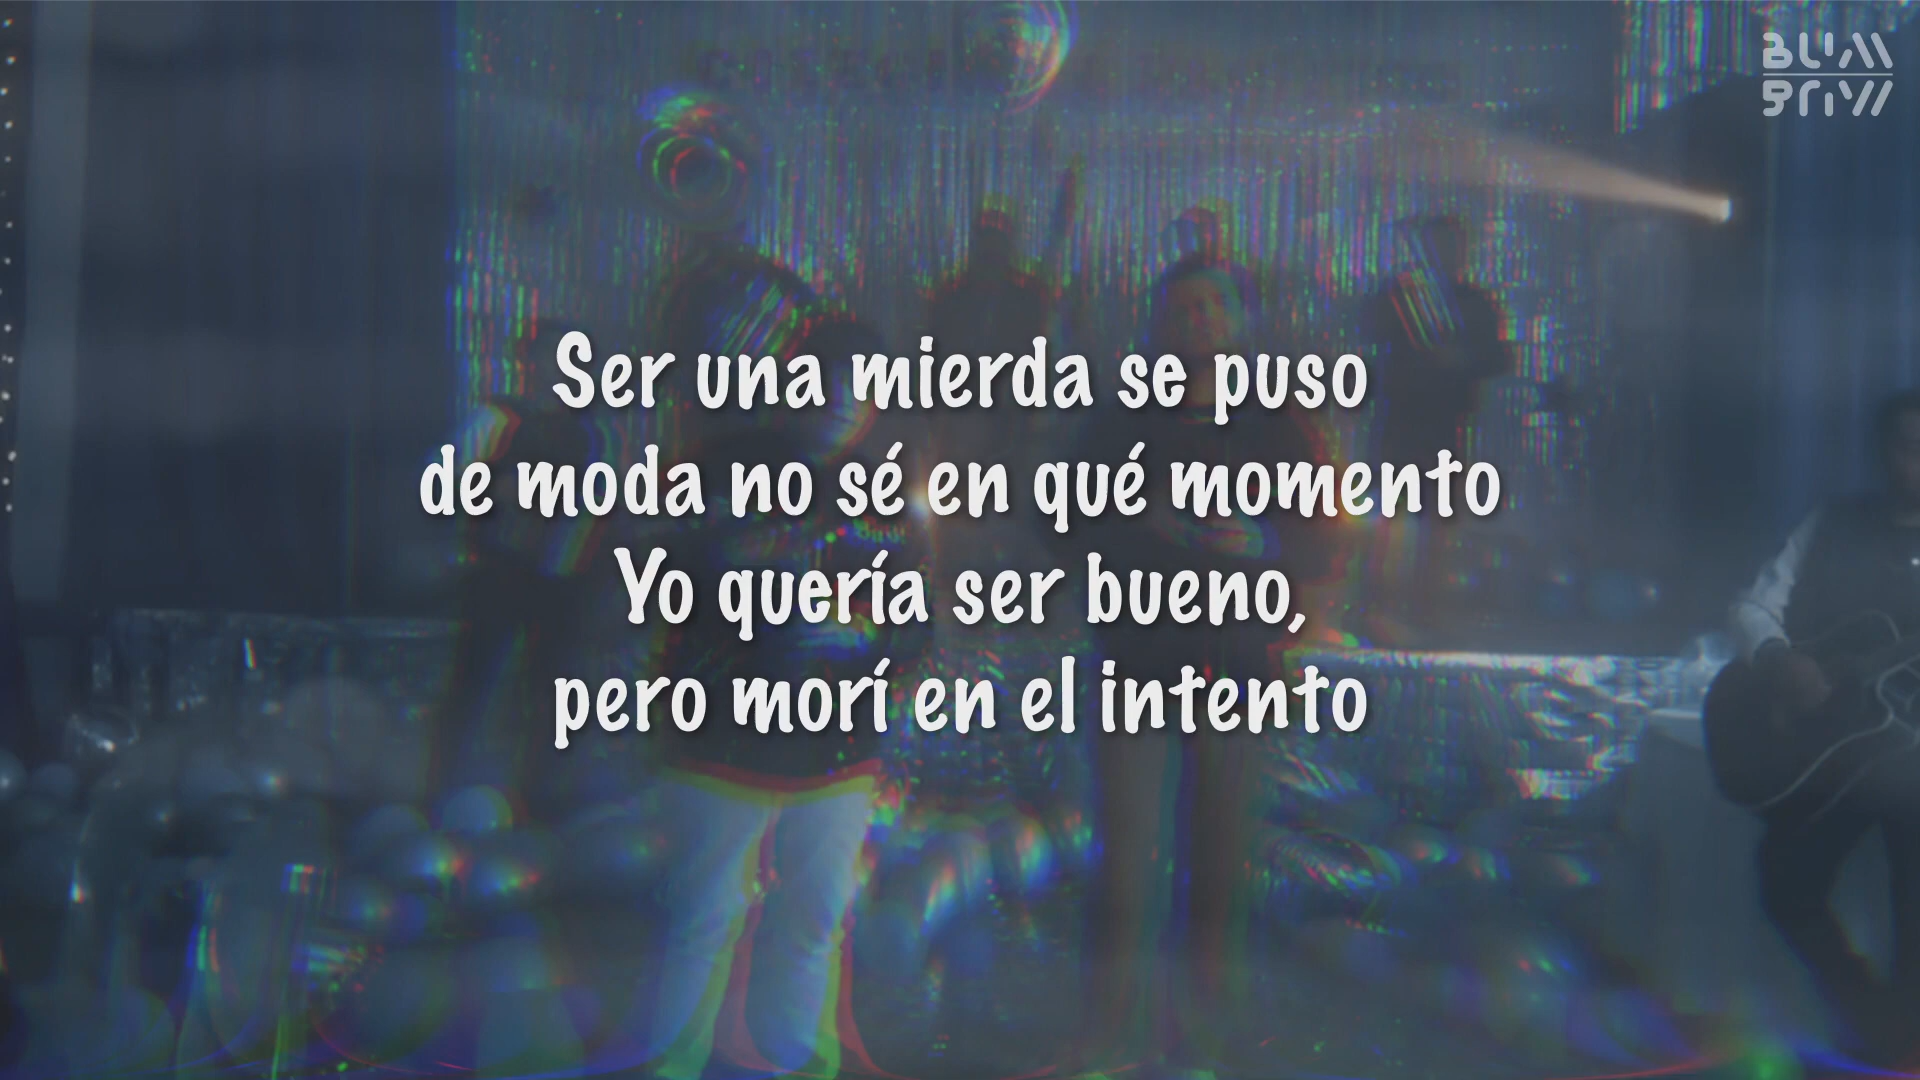 BUM
Ser una mierda se puso
de moda no sé en qué momento
Yo quería ser bueno,
pero morí en el intento